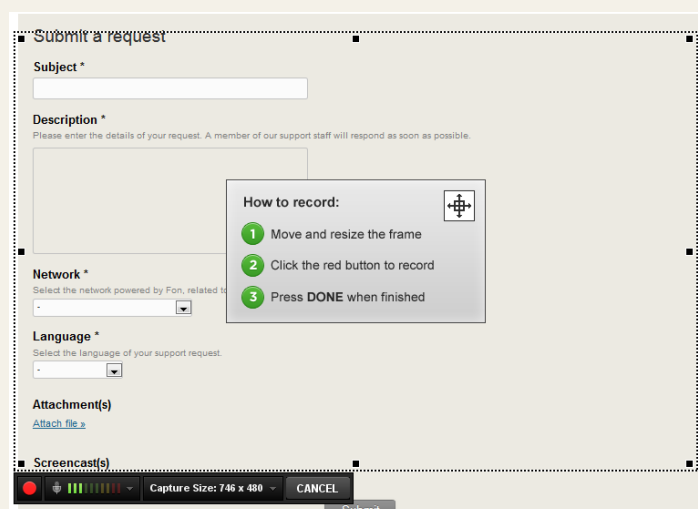 Submit a request
Subject *
Description *
Please enter the details of your request. A member of our support staff will respond as soon as possible.
How to record:
1 Move and resize the frame
2 Click the red button to record
3 Press DONE when finished
Network *
Select the network powered by Fon, related to
-
Language *
Select the language of your support request.
-
Attachment(s)
Attach file »
Screencast(s)
Capture Size: 746 x 480 CANCEL
Submit